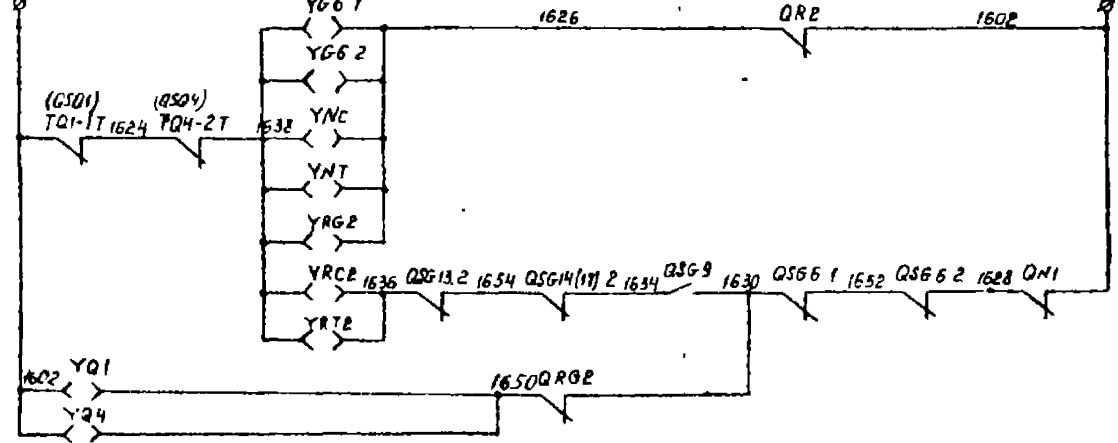 YG6 1
1626
QR2
1602
YG6 2
(QSQ1)
(QSQ4)
TQ1-1T
1624
TQ4-2T
1638
YNC
YNT
YRG2
YRC2
1636
QSG13.2
1654
QSG14(17) 2
1634
QSG9
1630
QSG6 1
1652
QSG6 2
1628
QN1
YRT2
1602
YQ1
1650
QRG2
YQ4